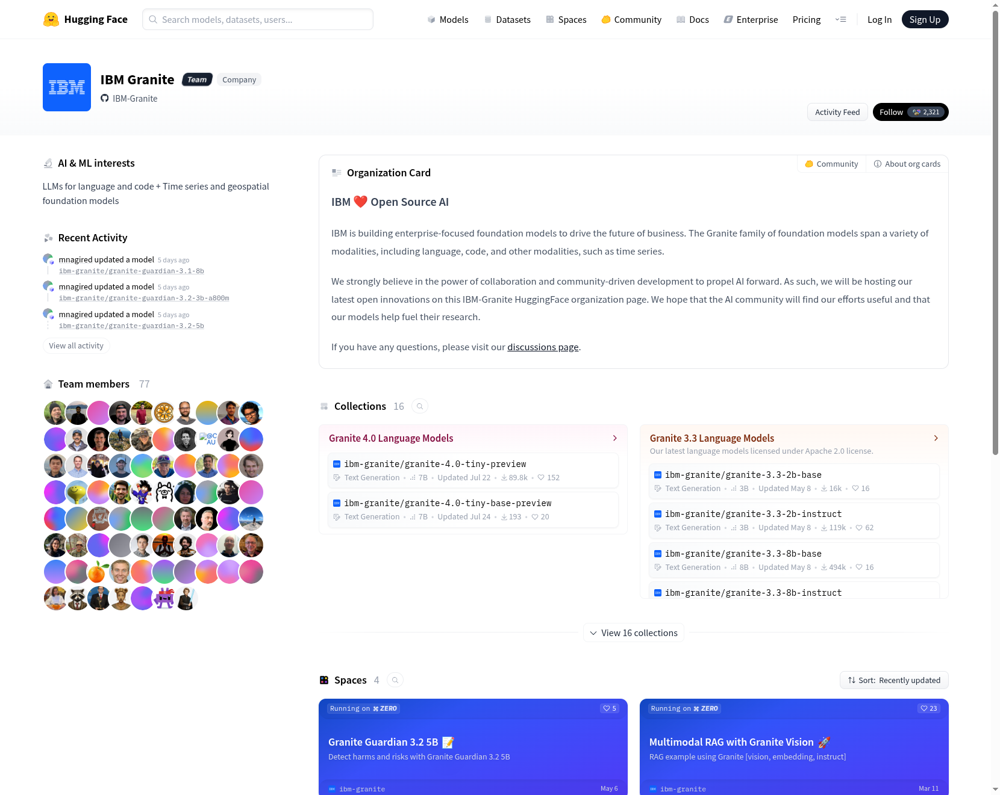 Hugging Face
Search models, datasets, users...
Models
Datasets
Spaces
Community
Docs
Enterprise
Pricing
Log In
Sign Up
IBM
IBM Granite
Team
Company
IBM-Granite
Activity Feed
Follow 2,321
AI & ML interests
LLMs for language and code + Time series and geospatial
foundation models
Recent Activity
mnagired updated a model 5 days ago
ibm-granite/granite-guardian-3.1-8b
mnagired updated a model 5 days ago
ibm-granite/granite-guardian-3.2-3b-a800m
mnagired updated a model 5 days ago
ibm-granite/granite-guardian-3.2-5b
View all activity
Team members 77
@C
AU
Community
About org cards
Organization Card
IBM ❤️ Open Source AI
IBM is building enterprise-focused foundation models to drive the future of business. The Granite family of foundation models span a variety of
modalities, including language, code, and other modalities, such as time series.
We strongly believe in the power of collaboration and community-driven development to propel AI forward. As such, we will be hosting our
latest open innovations on this IBM-Granite HuggingFace organization page. We hope that the AI community will find our efforts useful and that
our models help fuel their research.
If you have any questions, please visit our discussions page.
Collections 16
Granite 4.0 Language Models
ibm-granite/granite-4.0-tiny-preview
Text Generation • 7B • Updated Jul 22 • 89.8k • 152
ibm-granite/granite-4.0-tiny-base-preview
Text Generation • 7B • Updated Jul 24 • 193 • 20
Granite 3.3 Language Models
Our latest language models licensed under Apache 2.0 license.
ibm-granite/granite-3.3-2b-base
Text Generation • 3B • Updated May 8 • 16k • 16
ibm-granite/granite-3.3-2b-instruct
Text Generation • 3B • Updated May 8 • 119k • 62
ibm-granite/granite-3.3-8b-base
Text Generation • 8B • Updated May 8 • 494k • 16
ibm-granite/granite-3.3-8b-instruct
View 16 collections
Spaces 4
Sort: Recently updated
Running on ZERO
5
Granite Guardian 3.2 5B 📝
Detect harms and risks with Granite Guardian 3.2 5B
ibm-granite
May 6
Running on ZERO
23
Multimodal RAG with Granite Vision 🚀
RAG example using Granite [vision, embedding, instruct]
ibm-granite
Mar 11